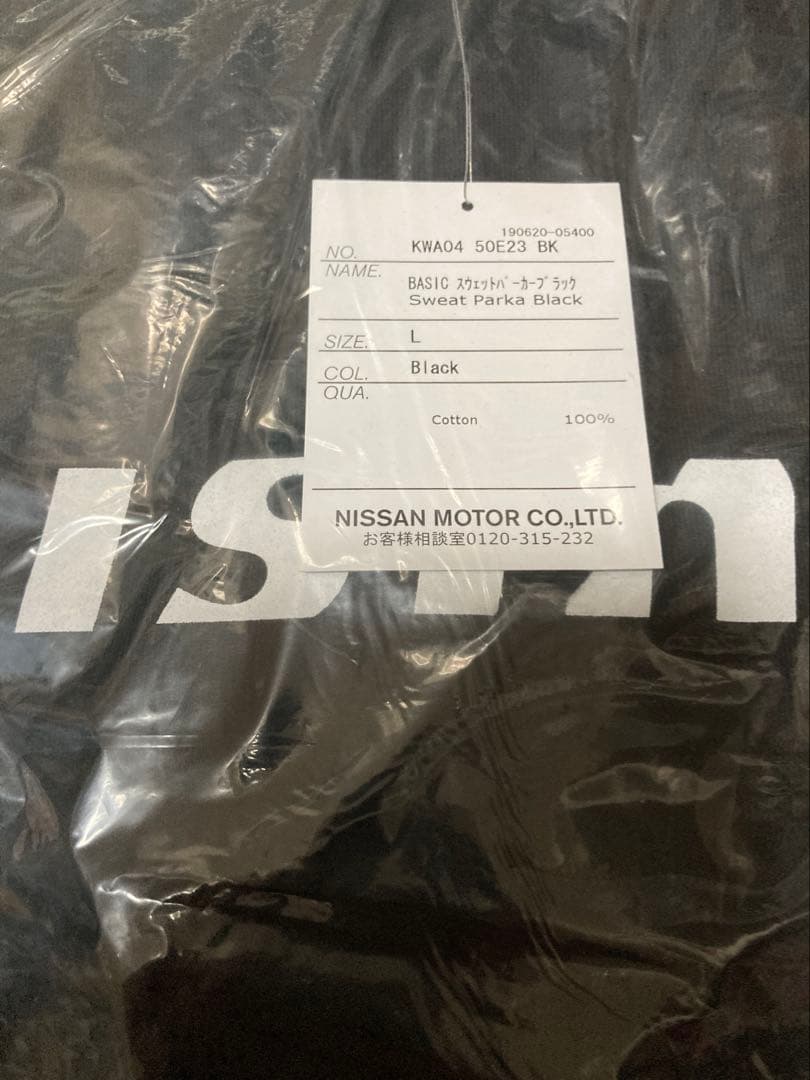 190620-05400
NO. KWA04 50E23 BK
NAME.
BASIC ｽｳｪｯﾄﾊﾟｰｶｰﾌﾞﾗｯｸ
Sweat Parka Black
SIZE. L
COL. Black
QUA.
Cotton 100%
NISSAN MOTOR CO.,LTD.
お客様相談室0120-315-232
ism